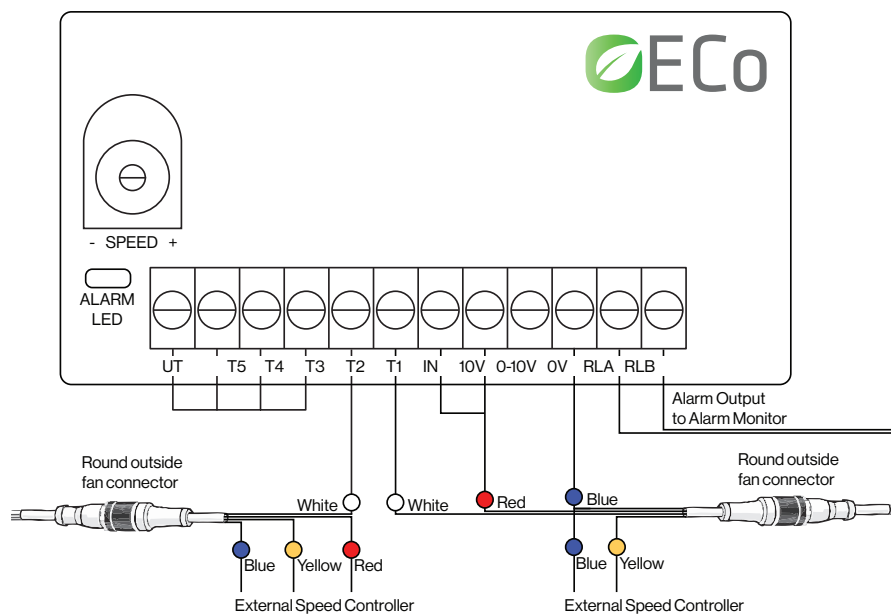 ECo
- SPEED +
ALARM
LED
UT T5 T4 T3 T2 T1 IN 10V 0-10V 0V RLA RLB
Alarm Output
to Alarm Monitor
Round outside
fan connector
Round outside
fan connector
White White Red Blue
Blue Yellow Red Blue Yellow
External Speed Controller External Speed Controller